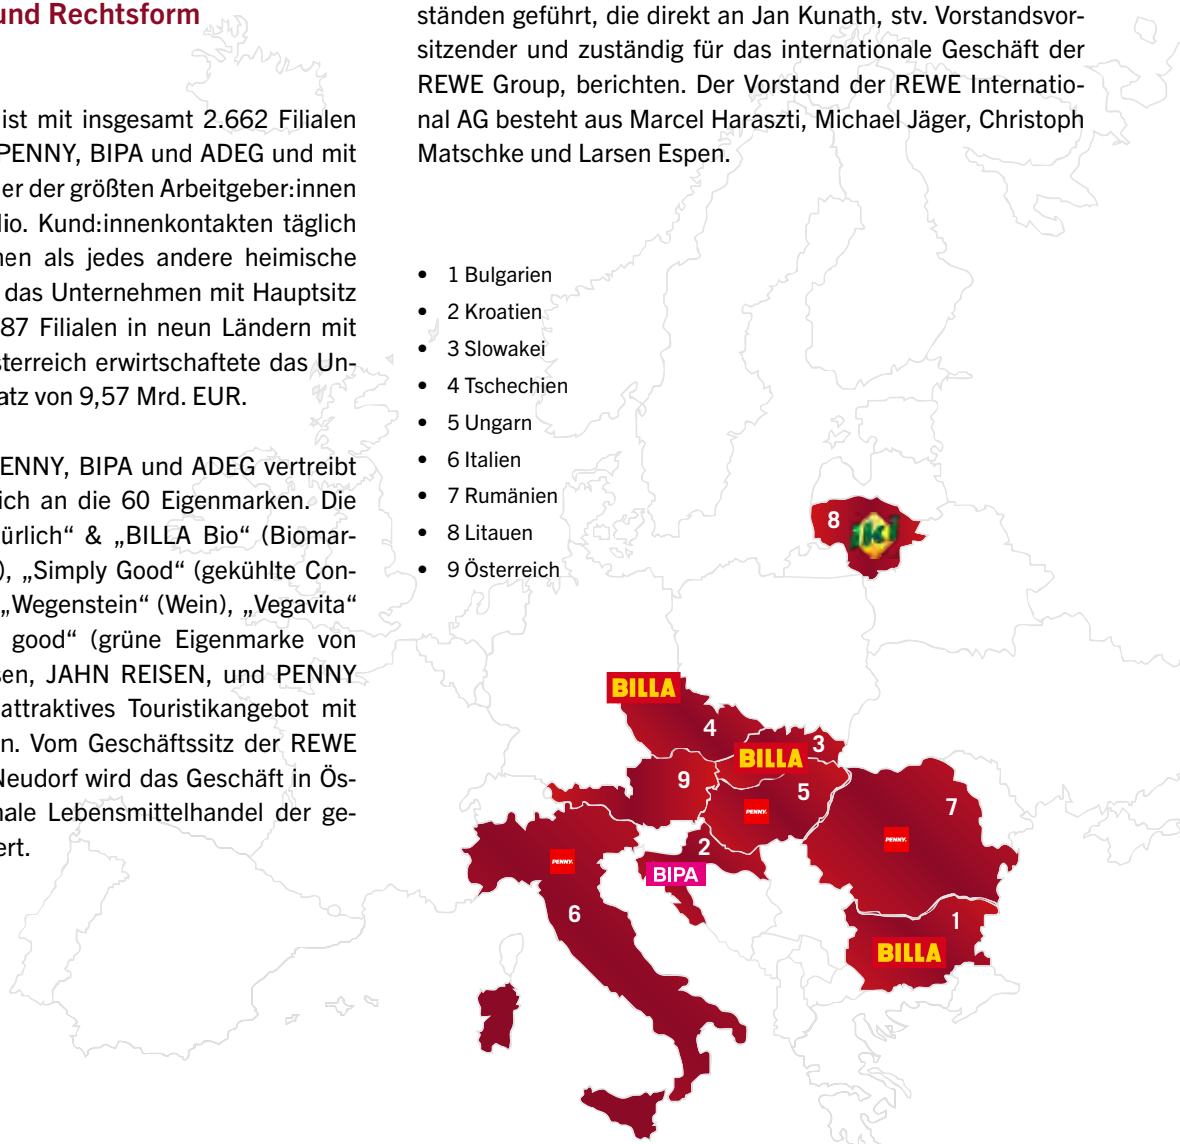 und Rechtsform
ist mit insgesamt 2.662 Filialen
PENNY, BIPA und ADEG und mit
er der größten Arbeitgeber:innen
lio. Kund:innenkontakten täglich
nen als jedes andere heimische
das Unternehmen mit Hauptsitz
87 Filialen in neun Ländern mit
sterreich erwirtschaftete das Un-
atz von 9,57 Mrd. EUR.
ENNY, BIPA und ADEG vertreibt
ich an die 60 Eigenmarken. Die
ürlich“ & „BILLA Bio“ (Biomar-
), „Simply Good“ (gekühlte Con-
„Wegenstein“ (Wein), „Vegavita“
good“ (grüne Eigenmarke von
sen, JAHN REISEN, und PENNY
attraktives Touristikangebot mit
n. Vom Geschäftssitz der REWE
Neudorf wird das Geschäft in Ös-
nale Lebensmittelhandel der ge-
ert.
ständen geführt, die direkt an Jan Kunath, stv. Vorstandsvor-
sitzender und zuständig für das internationale Geschäft der
REWE Group, berichten. Der Vorstand der REWE Internatio-
nal AG besteht aus Marcel Haraszti, Michael Jäger, Christoph
Matschke und Larsen Espen.
• 1 Bulgarien
• 2 Kroatien
• 3 Slowakei
• 4 Tschechien
• 5 Ungarn
• 6 Italien
• 7 Rumänien
• 8 Litauen
• 9 Österreich
8
iki
BILLA
4
BILLA
3
9
5
PENNY.
7
PENNY.
2
BIPA
PENNY.
6
1
BILLA